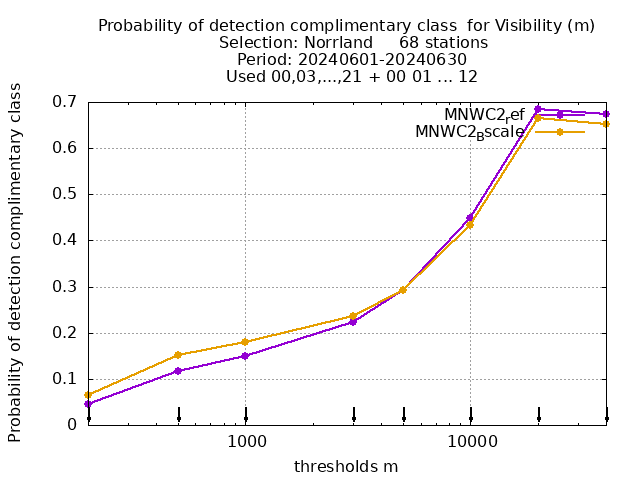 Probability of detection complimentary class  for Visibility (m)
Selection: Norrland     68 stations
Period: 20240601-20240630
Used 00,03,...,21 + 00 01 ... 12
Probability of detection complimentary class
0.7
0.6
0.5
0.4
0.3
0.2
0.1
0
MNWC2ref
MNWC2Bscale
1000
10000
thresholds m